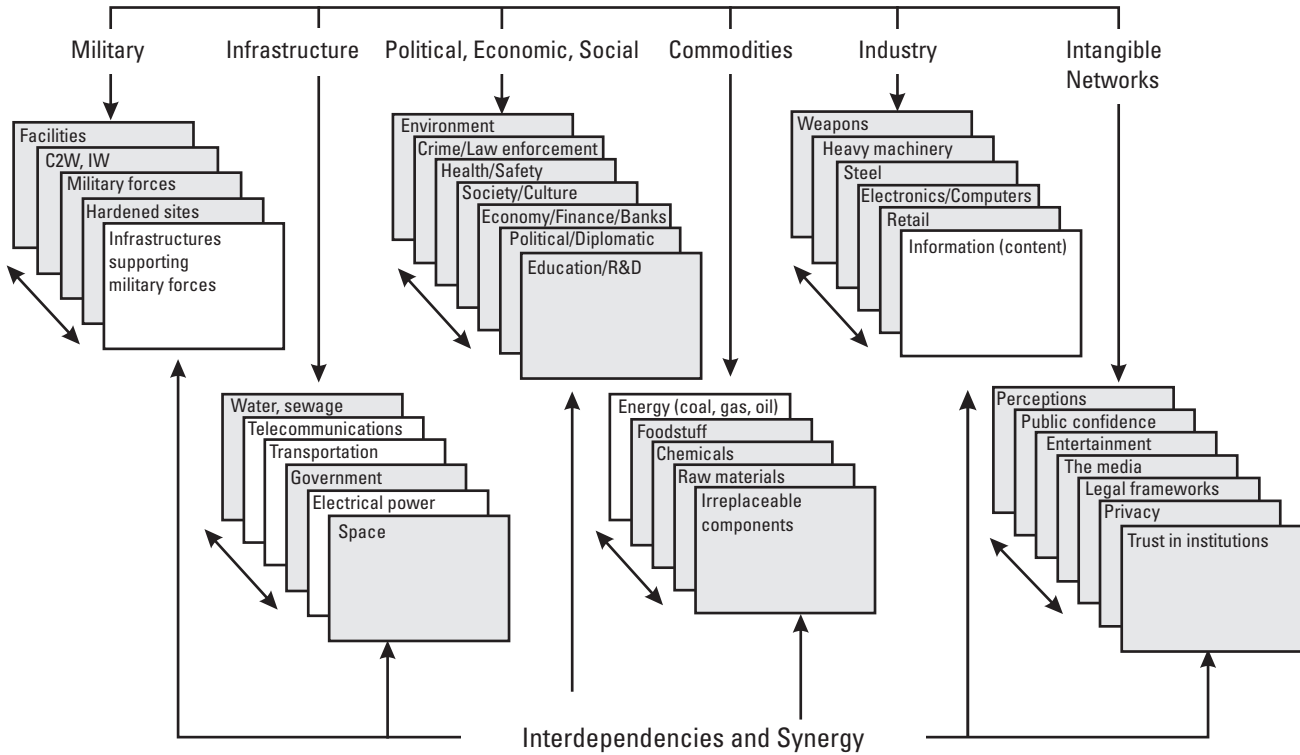 Military
Infrastructure
Political, Economic, Social
Commodities
Industry
Intangible
Networks
Facilities
C2W, IW
Military forces
Hardened sites
Infrastructures
supporting
military forces
Environment
Crime/Law enforcement
Health/Safety
Society/Culture
Economy/Finance/Banks
Political/Diplomatic
Education/R&D
Weapons
Heavy machinery
Steel
Electronics/Computers
Retail
Information (content)
Water, sewage
Telecommunications
Transportation
Government
Electrical power
Space
Energy (coal, gas, oil)
Foodstuff
Chemicals
Raw materials
Irreplaceable
components
Perceptions
Public confidence
Entertainment
The media
Legal frameworks
Privacy
Trust in institutions
Interdependencies and Synergy